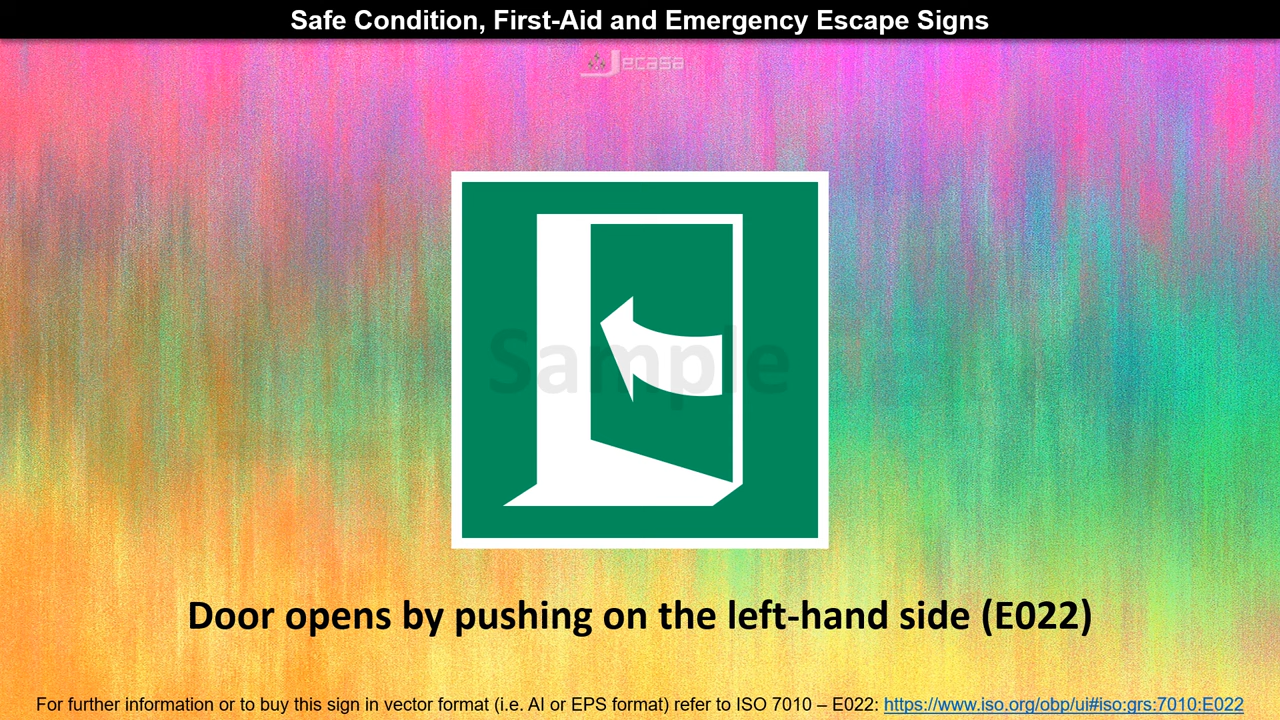 Safe Condition, First-Aid and Emergency Escape Signs
Jecasa
Sample
Door opens by pushing on the left-hand side (E022)
For further information or to buy this sign in vector format (i.e. AI or EPS format) refer to ISO 7010 – E022: https://www.iso.org/obp/ui#iso:grs:7010:E022